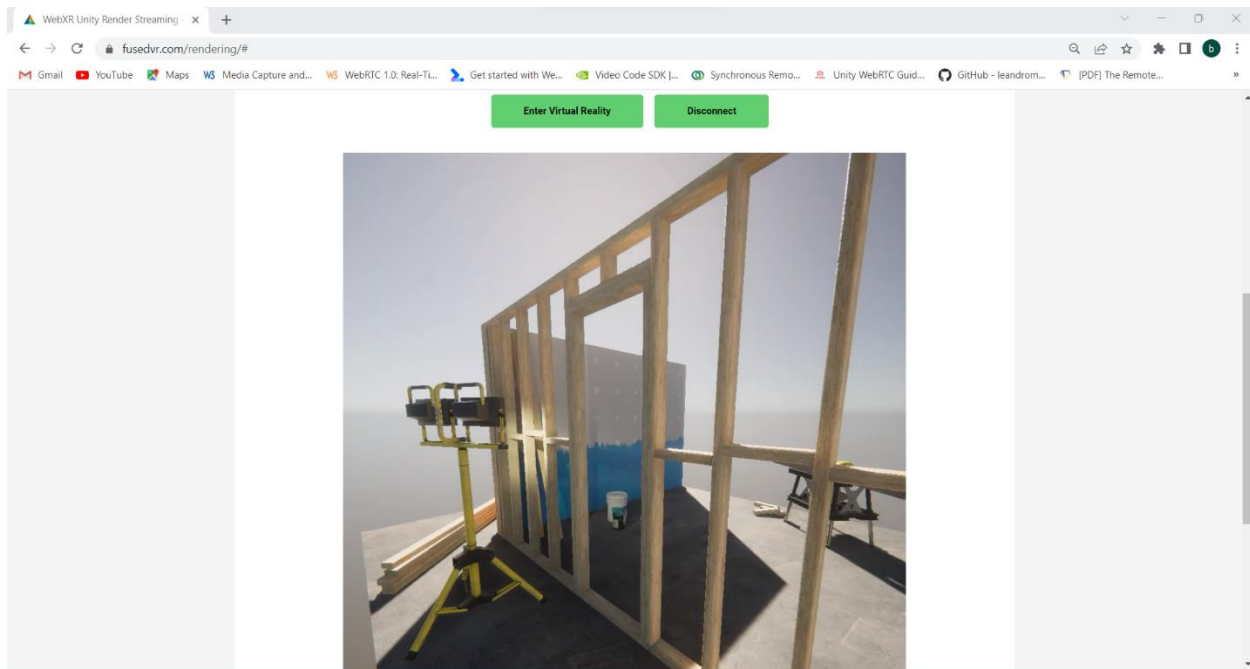 WebXR Unity Render Streaming
fusedvr.com/rendering/#
b
Gmail YouTube Maps Media Capture and... WebRTC 1.0: Real-Ti... Get started with We... Video Code SDK |... Synchronous Remo... Unity WebRTC Guid... GitHub - leandrom... [PDF] The Remote... »
Enter Virtual Reality Disconnect